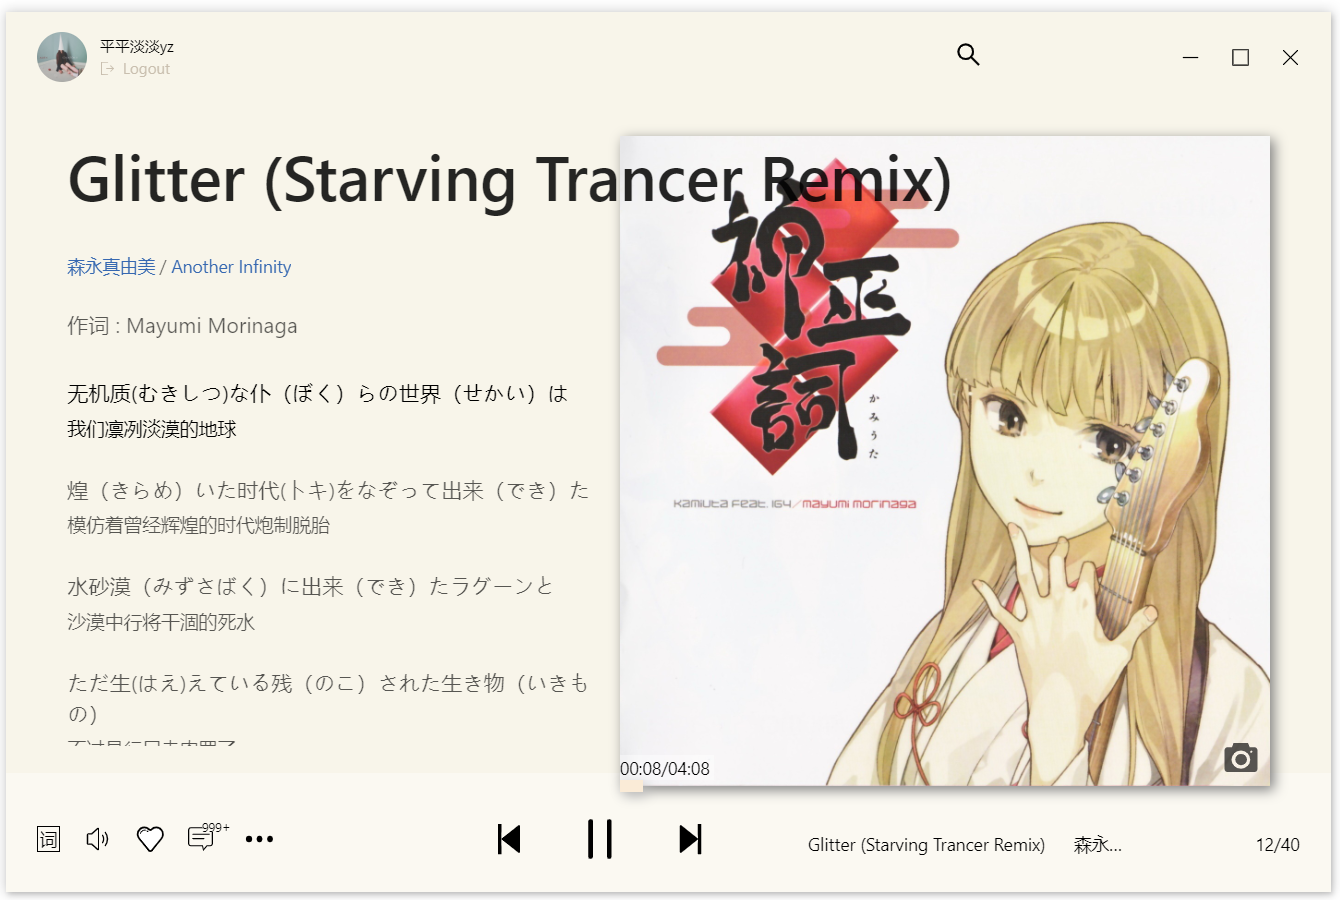 平平淡淡yz
Logout
Glitter (Starving Trancer Remix)
森永真由美 / Another Infinity
作词 : Mayumi Morinaga
无机质(むきしつ)な仆（ぼく）らの世界（せかい）は
我们凛冽淡漠的地球
煌（きらめ）いた时代(トキ)をなぞって出来（でき）た
模仿着曾经辉煌的时代炮制脱胎
水砂漠（みずさばく）に出来（でき）たラグーンと
沙漠中行将干涸的死水
ただ生(はえ)えている残（のこ）された生き物（いきも
の）
神巫詞
かみうた
kamiuta feat. 164/mayumi morinaga
00:08/04:08
词
999+
Glitter (Starving Trancer Remix)
森永...
12/40